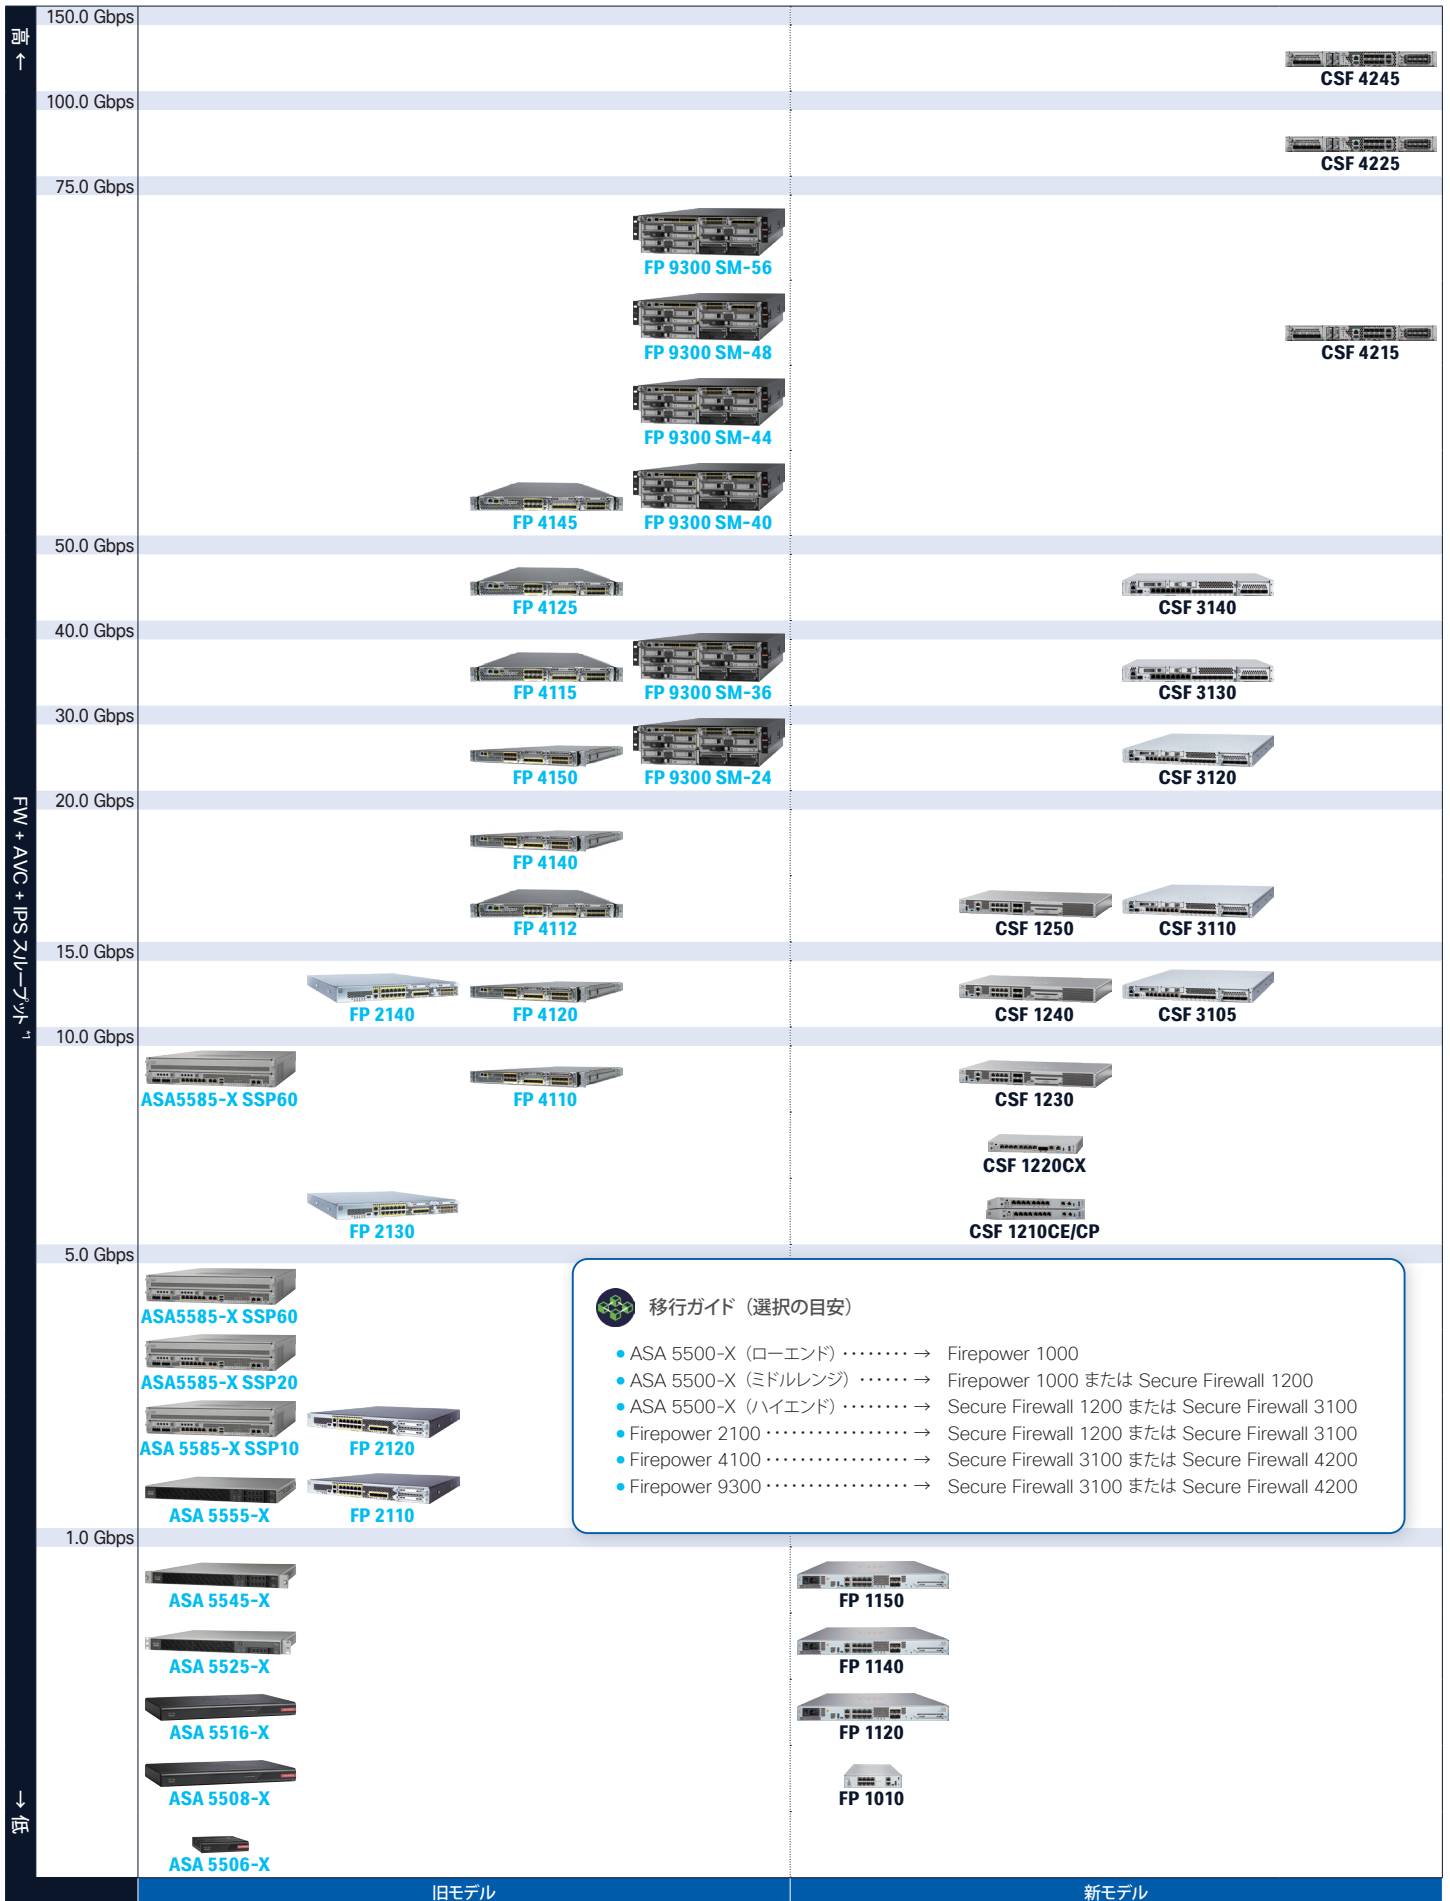 150.0 Gbps
高 ←
CSF 4245
100.0 Gbps
CSF 4225
75.0 Gbps
FP 9300 SM-56
FP 9300 SM-48
CSF 4215
FP 9300 SM-44
FP 4145
FP 9300 SM-40
50.0 Gbps
FP 4125
CSF 3140
40.0 Gbps
FP 4115
FP 9300 SM-36
CSF 3130
30.0 Gbps
FP 4150
FP 9300 SM-24
CSF 3120
20.0 Gbps
FW + AVC + IPS スループット *1
FP 4140
FP 4112
CSF 1250
CSF 3110
15.0 Gbps
FP 2140
FP 4120
CSF 1240
CSF 3105
10.0 Gbps
ASA5585-X SSP60
FP 4110
CSF 1230
CSF 1220CX
FP 2130
CSF 1210CE/CP
5.0 Gbps
ASA5585-X SSP60
ASA5585-X SSP20
ASA 5585-X SSP10
FP 2120
ASA 5555-X
FP 2110
移行ガイド（選択の目安）
• ASA 5500-X（ローエンド）········→ Firepower 1000
• ASA 5500-X（ミドルレンジ）······→ Firepower 1000 または Secure Firewall 1200
• ASA 5500-X（ハイエンド）········→ Secure Firewall 1200 または Secure Firewall 3100
• Firepower 2100·················→ Secure Firewall 1200 または Secure Firewall 3100
• Firepower 4100·················→ Secure Firewall 3100 または Secure Firewall 4200
• Firepower 9300·················→ Secure Firewall 3100 または Secure Firewall 4200
1.0 Gbps
ASA 5545-X
FP 1150
ASA 5525-X
FP 1140
ASA 5516-X
FP 1120
ASA 5508-X
FP 1010
→ 低
ASA 5506-X
旧モデル
新モデル